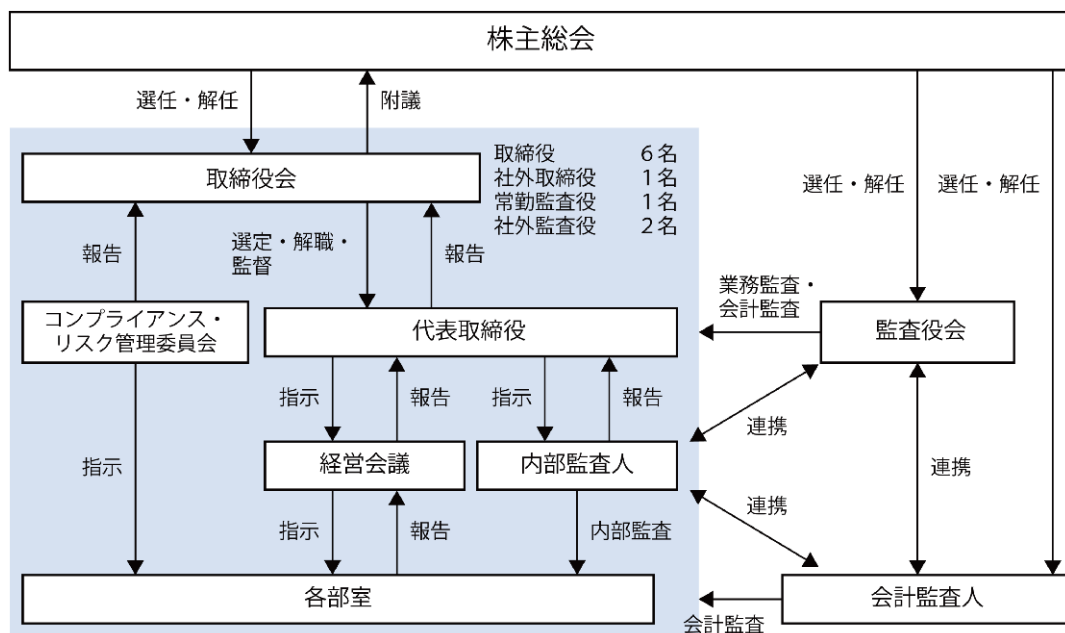 株主総会
選任・解任
附議
取締役会
取締役 6名
社外取締役 1名
常勤監査役 1名
社外監査役 2名
選任・解任
選任・解任
報告
選定・解職・
監督
報告
業務監査・
会計監査
コンプライアンス・
リスク管理委員会
代表取締役
監査役会
指示
報告
指示
報告
連携
指示
経営会議
内部監査人
連携
指示
報告
内部監査
連携
各部室
会計監査人
会計監査